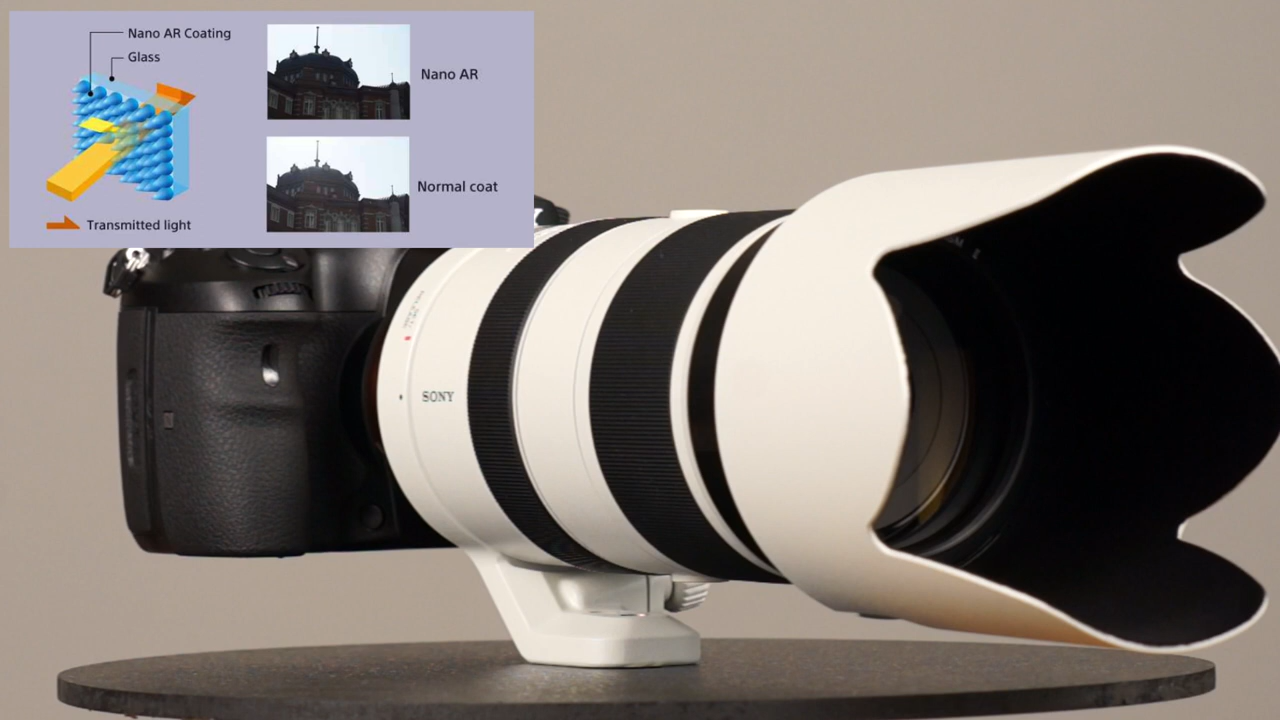 Nano AR Coating
Glass
Nano AR
Normal coat
Transmitted light
SONY